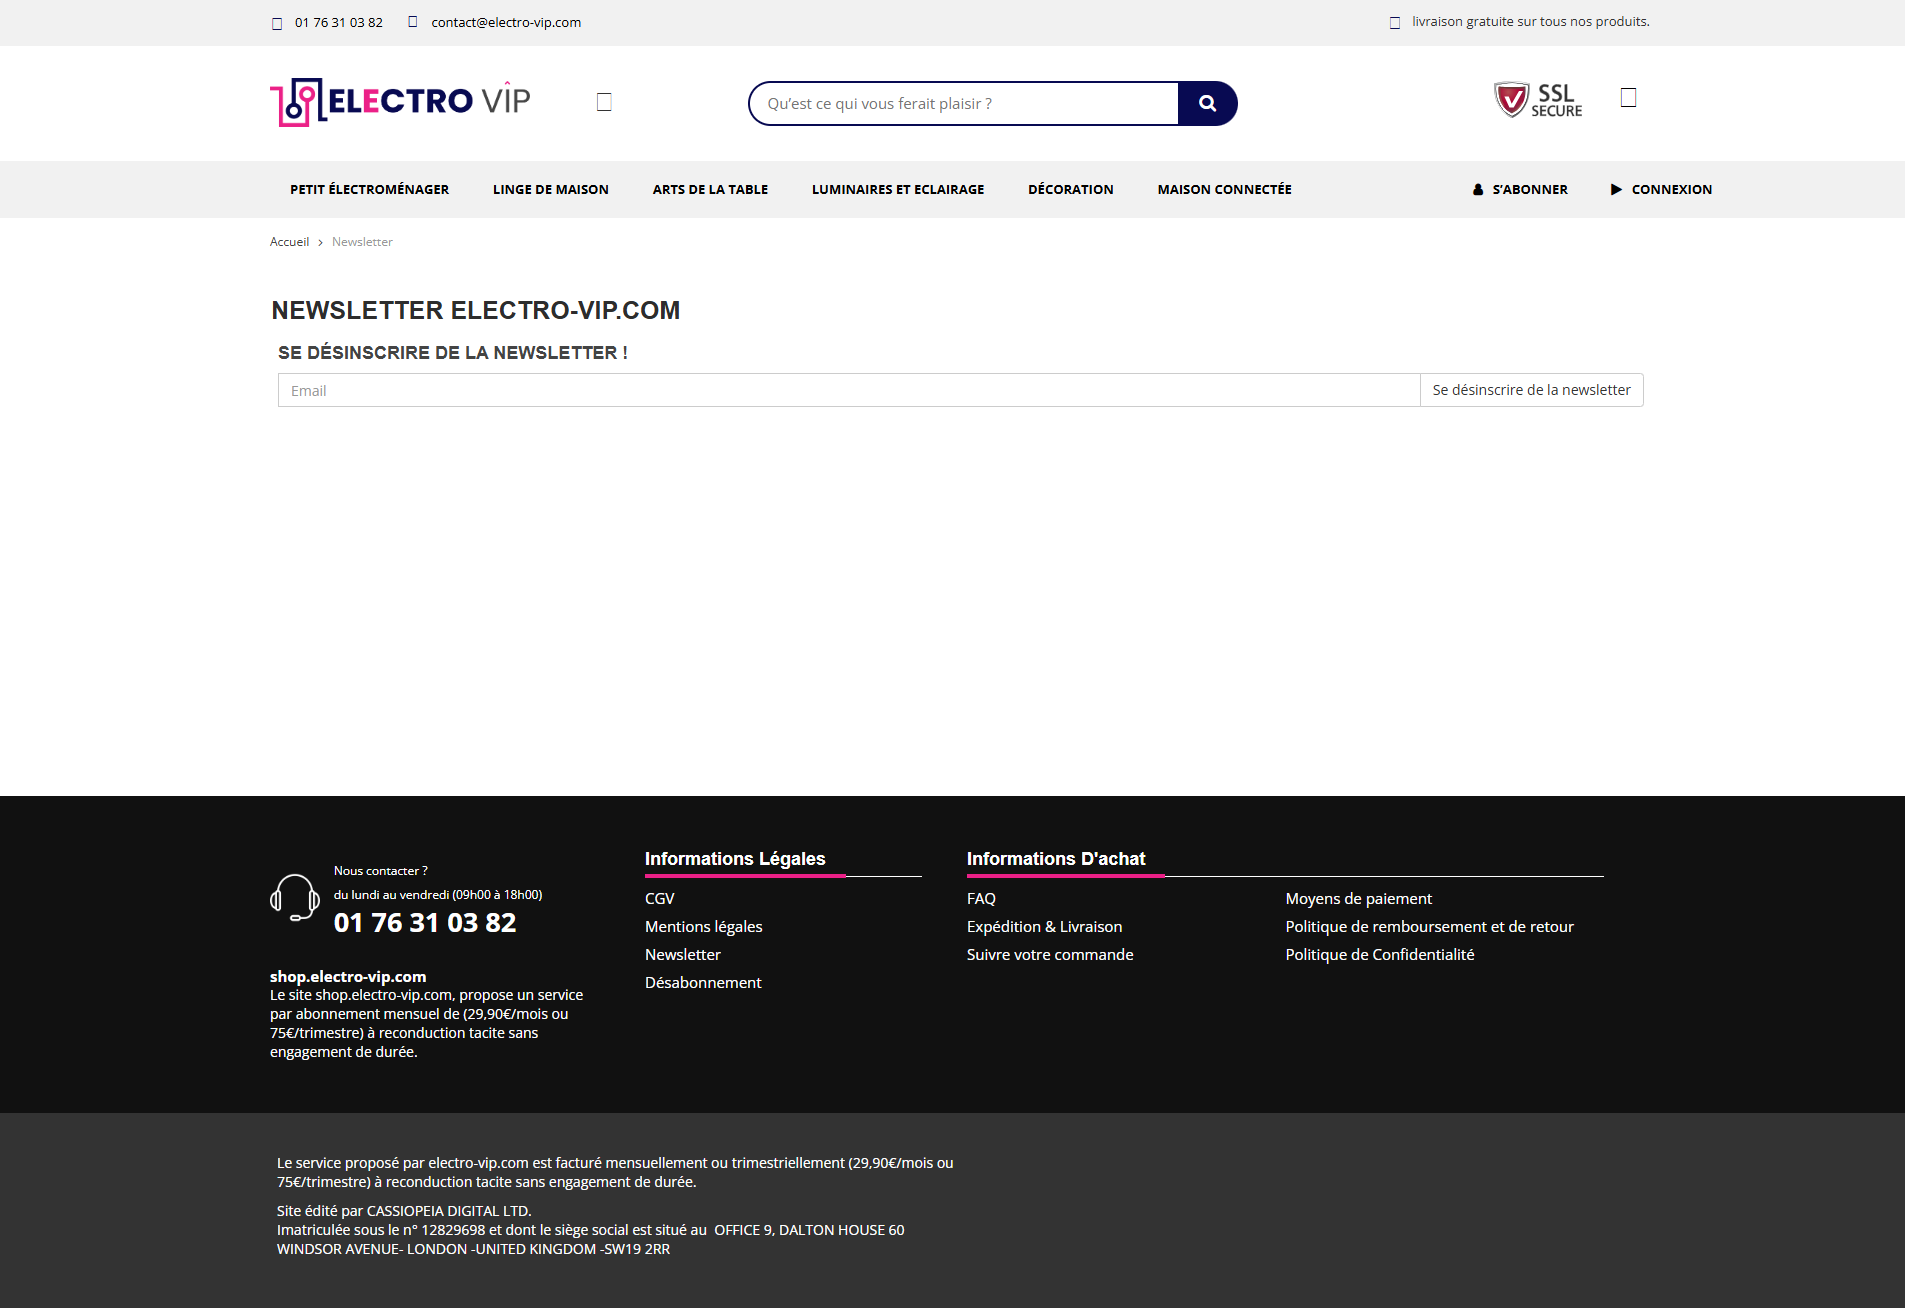 01 76 31 03 82
contact@electro-vip.com
livraison gratuite sur tous nos produits.
ELECTRO VIP
Qu’est ce qui vous ferait plaisir ?
SSL
SECURE
PETIT ÉLECTROMÉNAGER
LINGE DE MAISON
ARTS DE LA TABLE
LUMINAIRES ET ECLAIRAGE
DÉCORATION
MAISON CONNECTÉE
S’ABONNER
CONNEXION
Accueil > Newsletter
NEWSLETTER ELECTRO-VIP.COM
SE DÉSINSCRIRE DE LA NEWSLETTER !
Email
Se désinscrire de la newsletter
Nous contacter ?
du lundi au vendredi (09h00 à 18h00)
01 76 31 03 82
shop.electro-vip.com
Le site shop.electro-vip.com, propose un service
par abonnement mensuel de (29,90€/mois ou
75€/trimestre) à reconduction tacite sans
engagement de durée.
Informations Légales
CGV
Mentions légales
Newsletter
Désabonnement
Informations D'achat
FAQ
Expédition & Livraison
Suivre votre commande
Moyens de paiement
Politique de remboursement et de retour
Politique de Confidentialité
Le service proposé par electro-vip.com est facturé mensuellement ou trimestriellement (29,90€/mois ou
75€/trimestre) à reconduction tacite sans engagement de durée.
Site édité par CASSIOPEIA DIGITAL LTD.
Imatriculée sous le n° 12829698 et dont le siège social est situé au  OFFICE 9, DALTON HOUSE 60
WINDSOR AVENUE- LONDON -UNITED KINGDOM -SW19 2RR